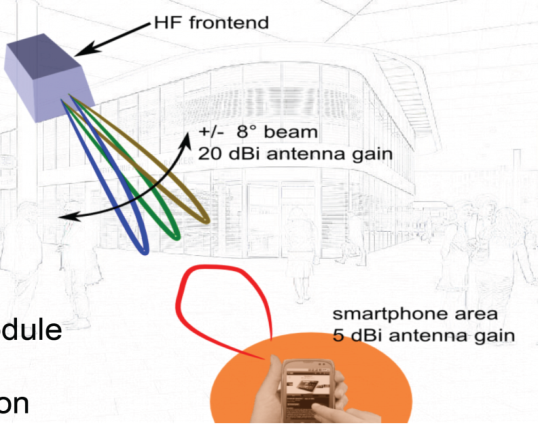 HF frontend
+/- 8° beam
20 dBi antenna gain
smartphone area
5 dBi antenna gain
dule
on